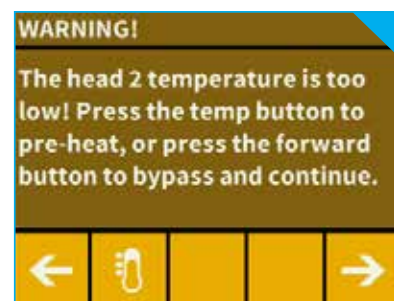 WARNING!
The head 2 temperature is too
low! Press the temp button to
pre-heat, or press the forward
button to bypass and continue.